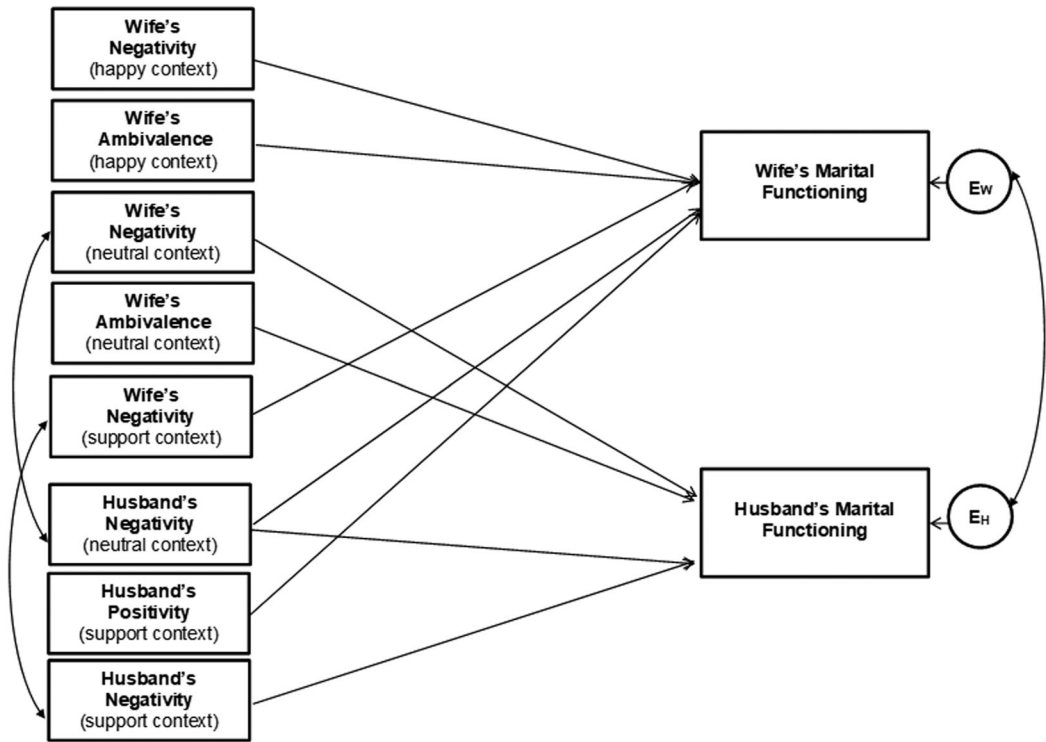 Wife's
Negativity
(happy context)
Wife's
Ambivalence
(happy context)
Wife's
Negativity
(neutral context)
Wife's
Ambivalence
(neutral context)
Wife's
Negativity
(support context)
Husband's
Negativity
(neutral context)
Husband's
Positivity
(support context)
Husband's
Negativity
(support context)
Wife's Marital
Functioning
EW
Husband's Marital
Functioning
EH